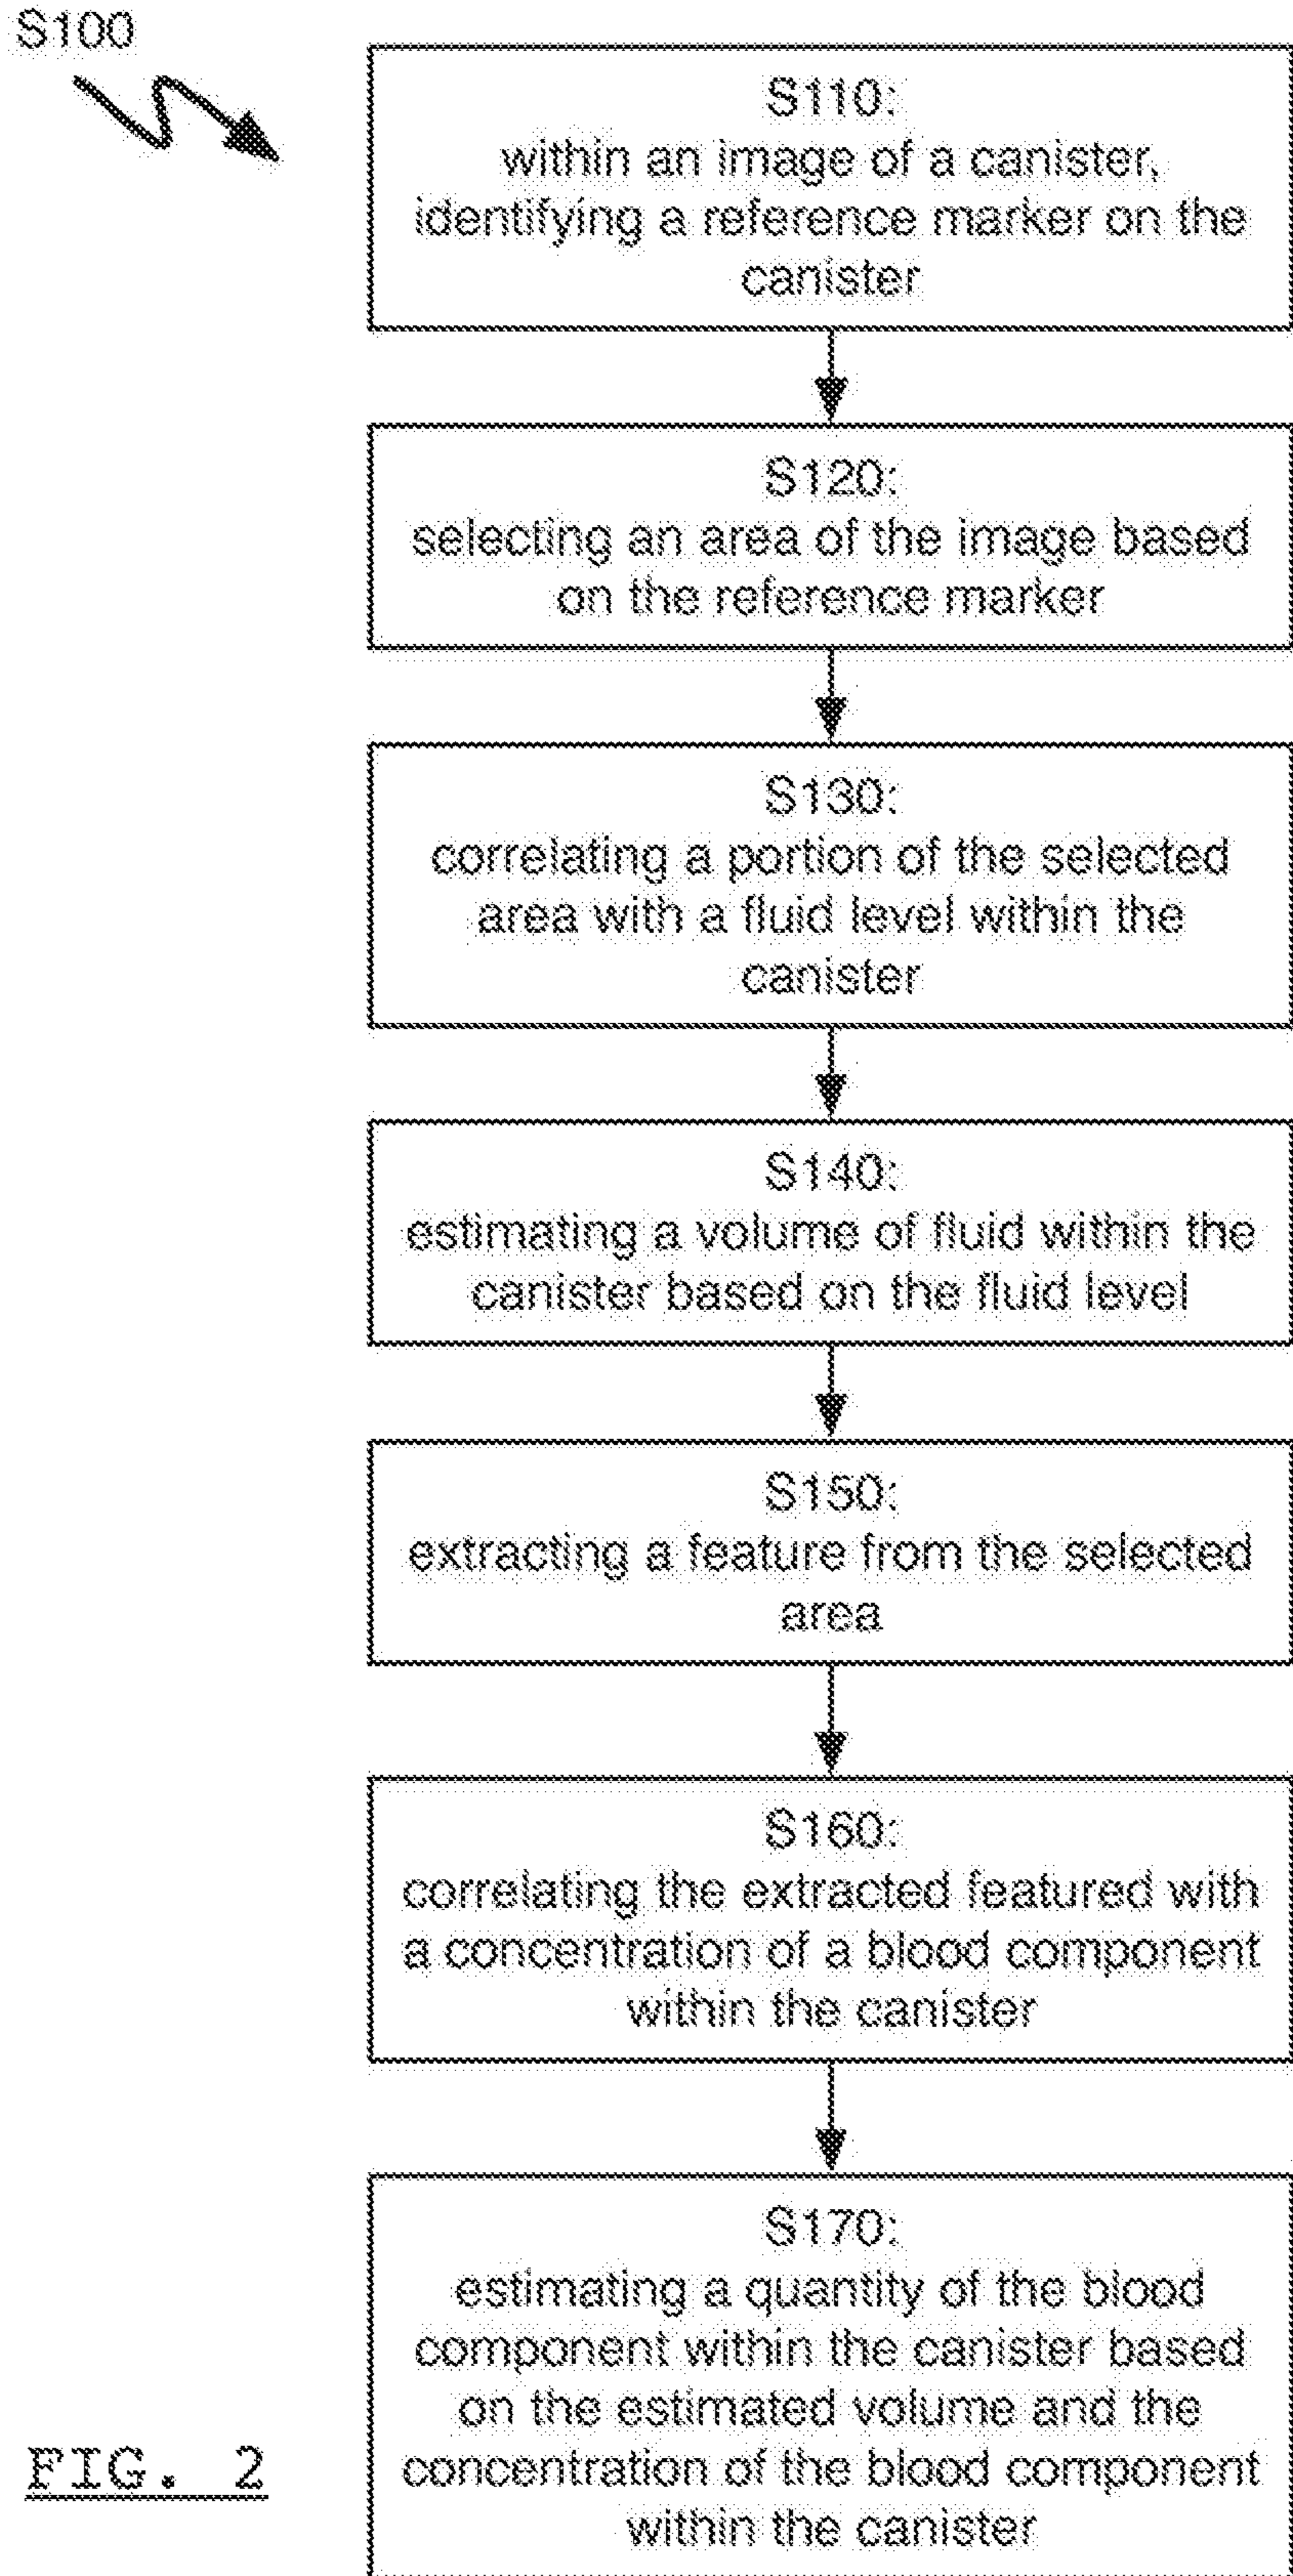 S100
S110:
within an image of a canister,
identifying a reference marker on the
canister
S120:
selecting an area of the image based
on the reference marker
S130:
correlating a portion of the selected
area with a fluid level within the
canister
S140:
estimating a volume of fluid within the
canister based on the fluid level
S150:
extracting a feature from the selected
area
S160:
correlating the extracted featured with
a concentration of a blood component
within the canister
S170:
estimating a quantity of the blood
component within the canister based
on the estimated volume and the
concentration of the blood component
within the canister
FIG. 2